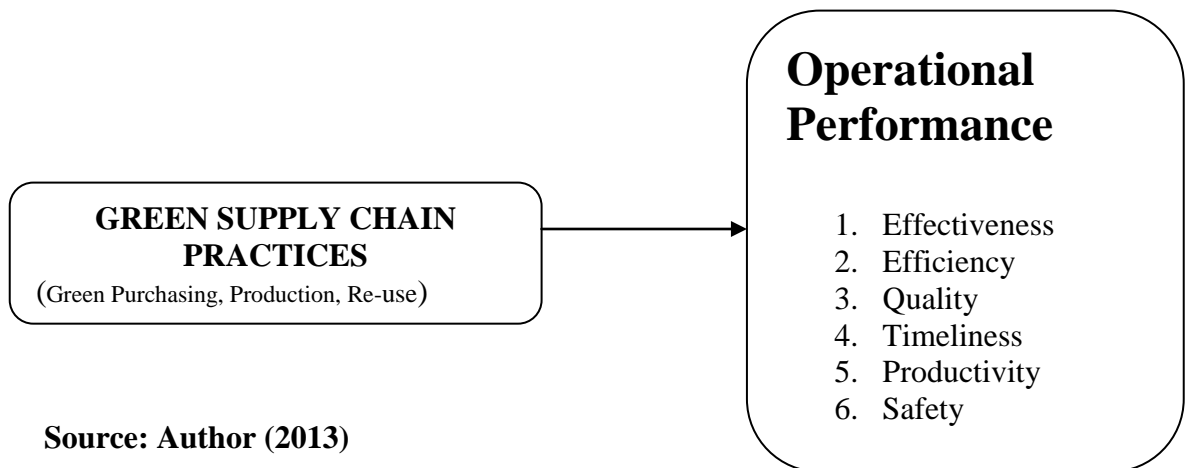 GREEN SUPPLY CHAIN
PRACTICES
(Green Purchasing, Production, Re-use)
Operational
Performance
1. Effectiveness
2. Efficiency
3. Quality
4. Timeliness
5. Productivity
6. Safety
Source: Author (2013)